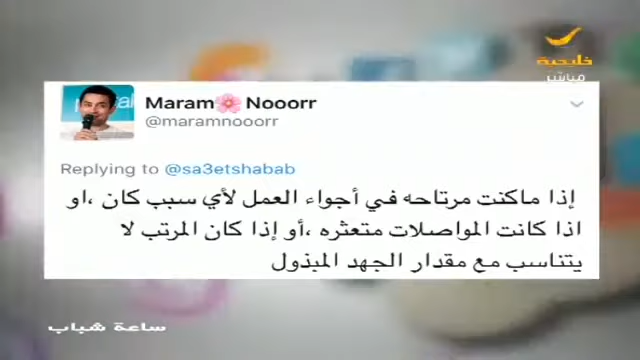 خليجية
مباشر
Maram🌸Nooorr
@maramnooorr
Replying to @sa3etshabab
إذا ماكنت مرتاحه في أجواء العمل لأي سبب كان ،او
اذا كانت المواصلات متعثره ،أو إذا كان المرتب لا
يتناسب مع مقدار الجهد المبذول
ساعة شباب